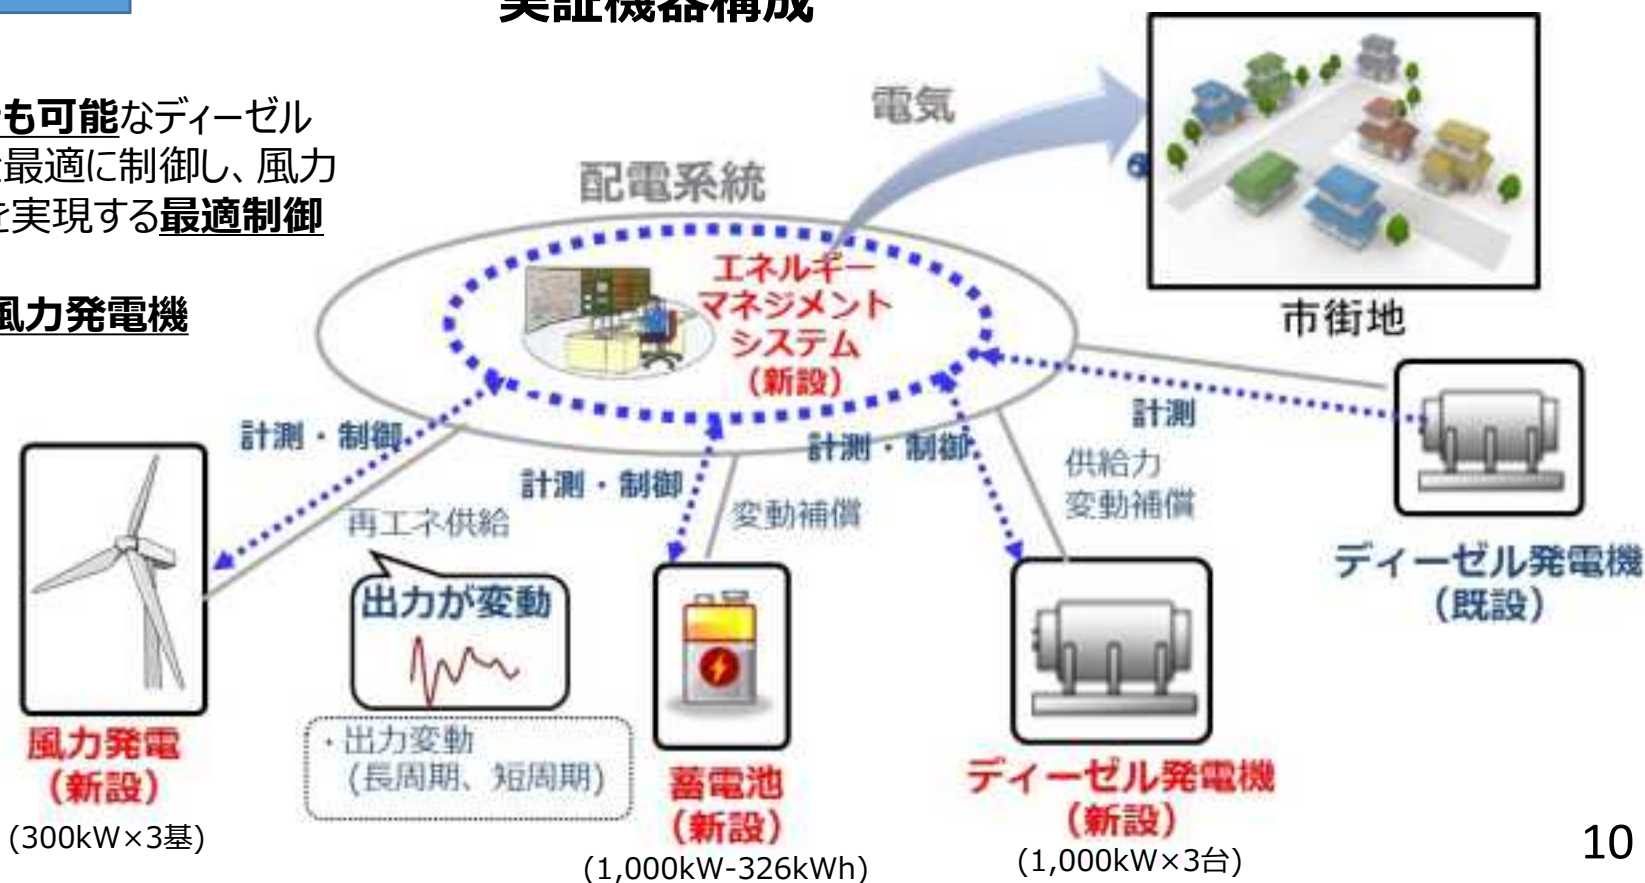 実証機器構成
も可能なディーゼル
最適に制御し、風力
を実現する最適制御
風力発電機
電気
配電系統
エネルギー
マネジメント
システム
(新設)
市街地
計測・制御
計測・制御
計測・制御
計測
再エネ供給
変動補償
供給力
変動補償
出力が変動
・出力変動
(長周期、短周期)
風力発電
(新設)
(300kW×3基)
蓄電池
(新設)
(1,000kW-326kWh)
ディーゼル発電機
(新設)
(1,000kW×3台)
ディーゼル発電機
(既設)
10